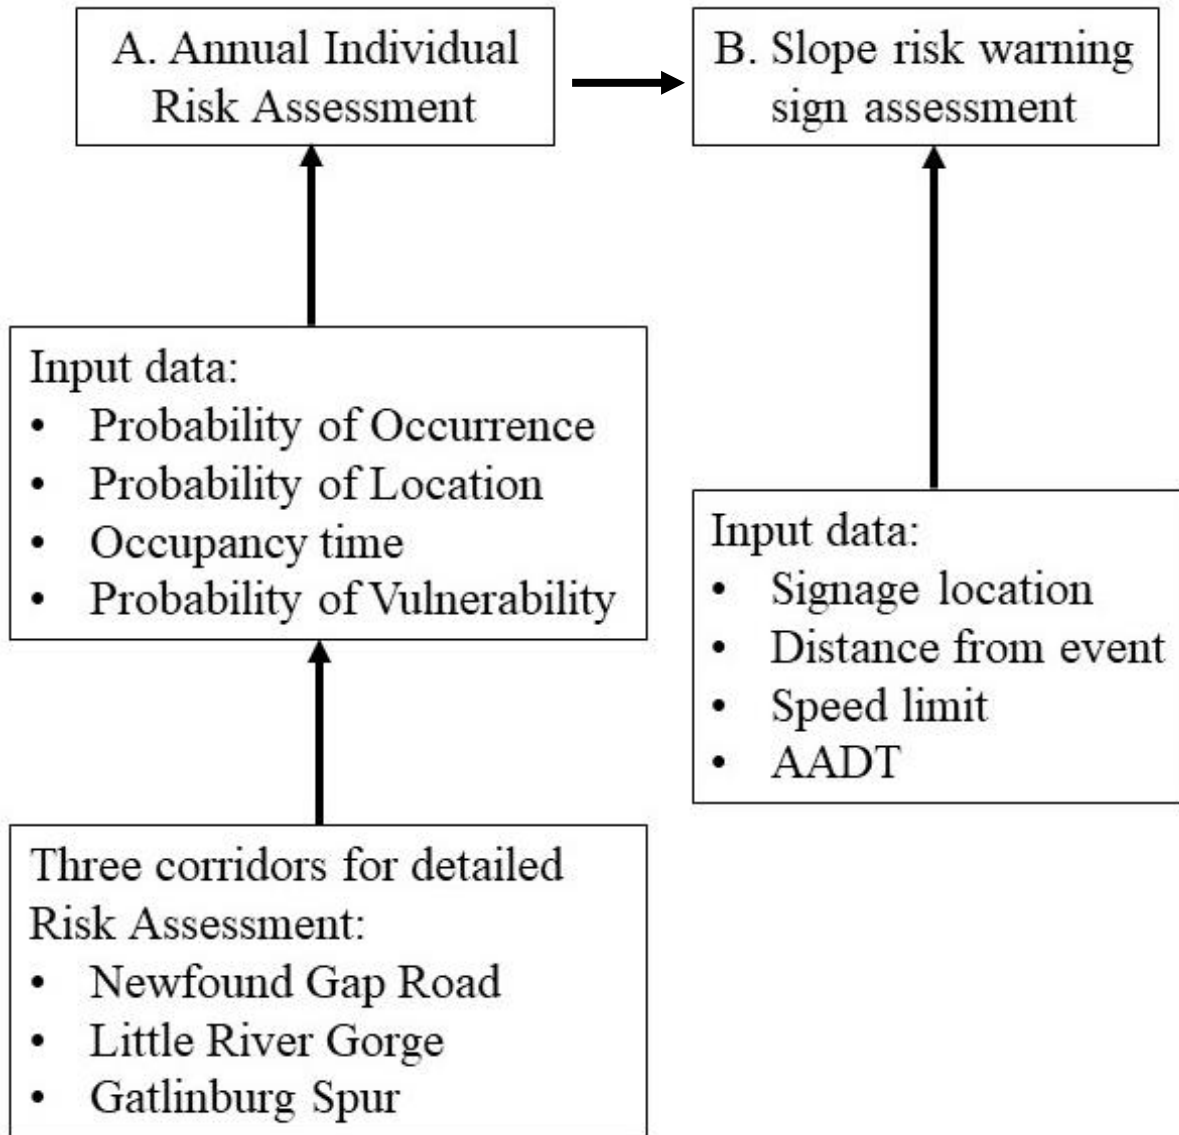 A. Annual Individual
Risk Assessment
B. Slope risk warning
sign assessment
Input data:
• Probability of Occurrence
• Probability of Location
• Occupancy time
• Probability of Vulnerability
Input data:
• Signage location
• Distance from event
• Speed limit
• AADT
Three corridors for detailed
Risk Assessment:
• Newfound Gap Road
• Little River Gorge
• Gatlinburg Spur